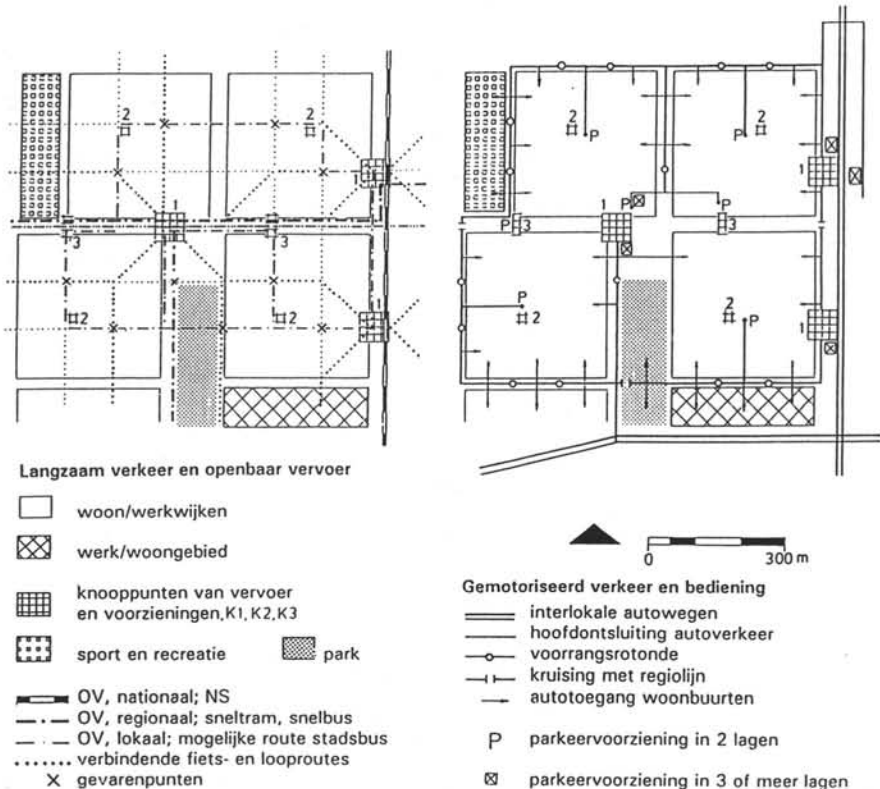 2
2
1
1
3
3
2
2
1
2
P
2
P
P
P
1
P
3
1
3
P
2
2
P
1
Langzaam verkeer en openbaar vervoer
woon/werkwijken
werk/woongebied
knooppunten van vervoer
en voorzieningen,K1,K2,K3
sport en recreatie
park
OV, nationaal; NS
OV, regionaal; sneltram, snelbus
OV, lokaal; mogelijke route stadsbus
verbindende fiets- en looproutes
gevarenpunten
0
300 m
Gemotoriseerd verkeer en bediening
interlokale autowegen
hoofdontsluiting autoverkeer
voorrangsrotonde
kruising met regiolijn
autotoegang woonbuurten
P parkeervoorziening in 2 lagen
parkeervoorziening in 3 of meer lagen